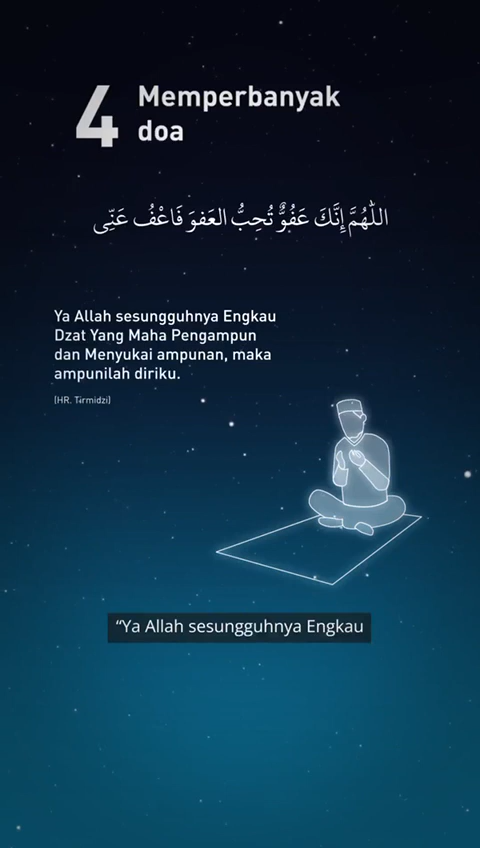 4 Memperbanyak
doa
اللّٰهُمَّ إِنَّكَ عَفُوٌّ تُحِبُّ العَفوَ فَاعْفُ عَنِّى
Ya Allah sesungguhnya Engkau
Dzat Yang Maha Pengampun
dan Menyukai ampunan, maka
ampunilah diriku.
(HR. Tirmidzi)
“Ya Allah sesungguhnya Engkau